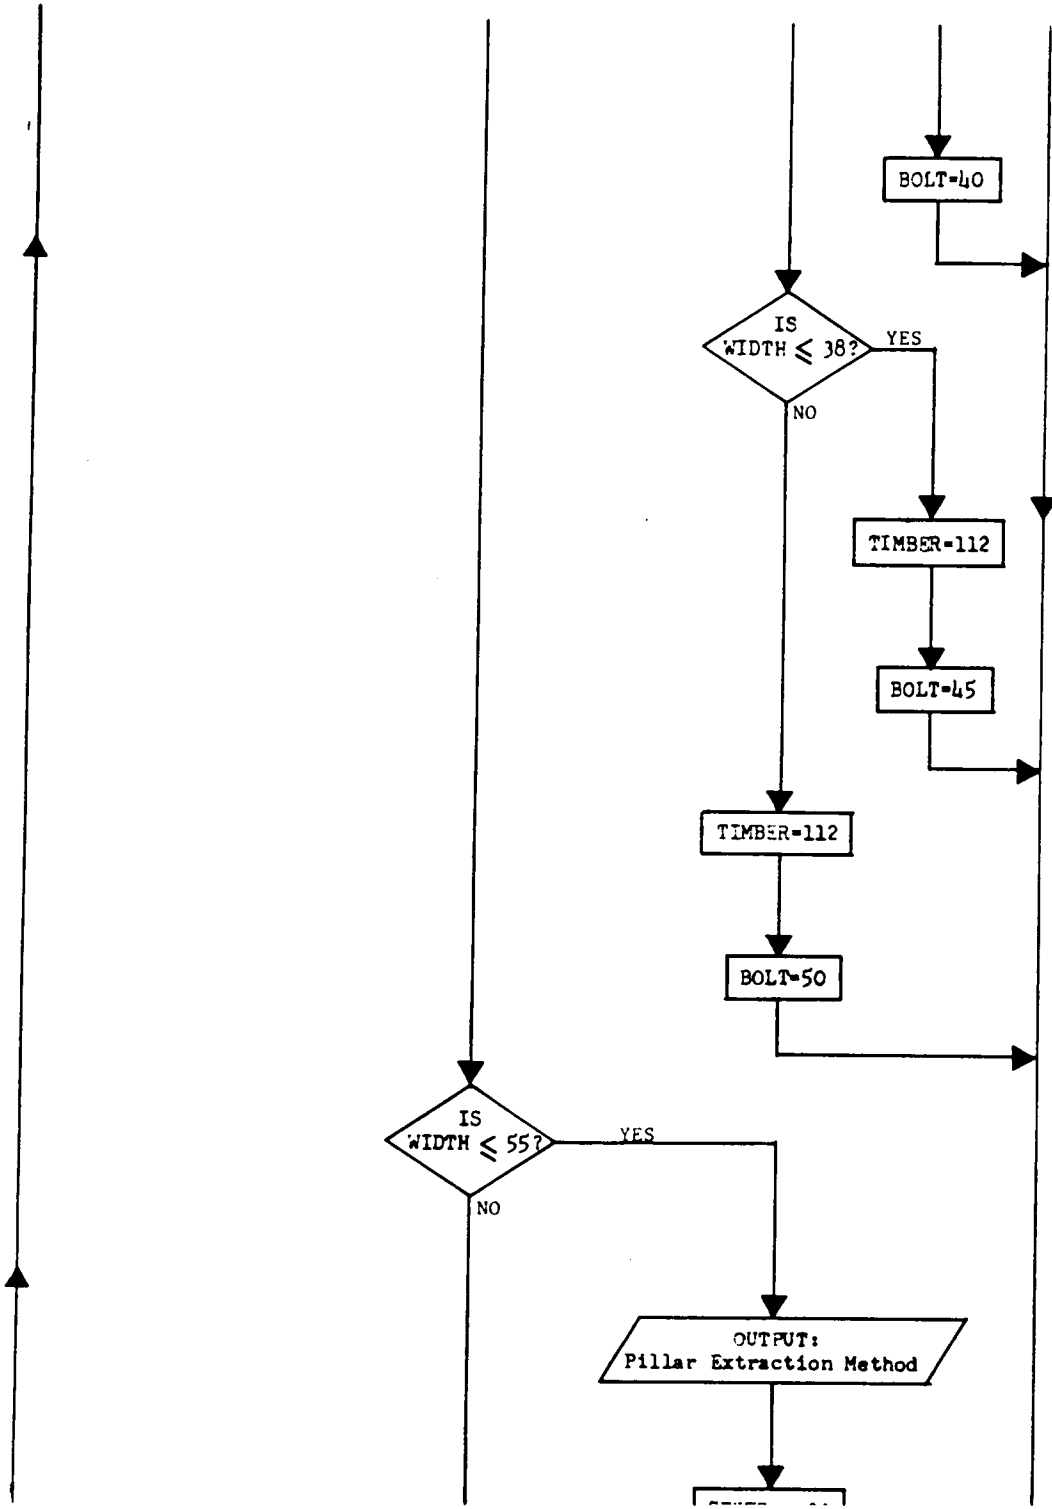 BOLT=40
IS
WIDTH ≤ 38?
YES
NO
TIMBER=112
BOLT=45
TIMBER=112
BOLT=50
IS
WIDTH ≤ 55?
YES
NO
OUTPUT:
Pillar Extraction Method